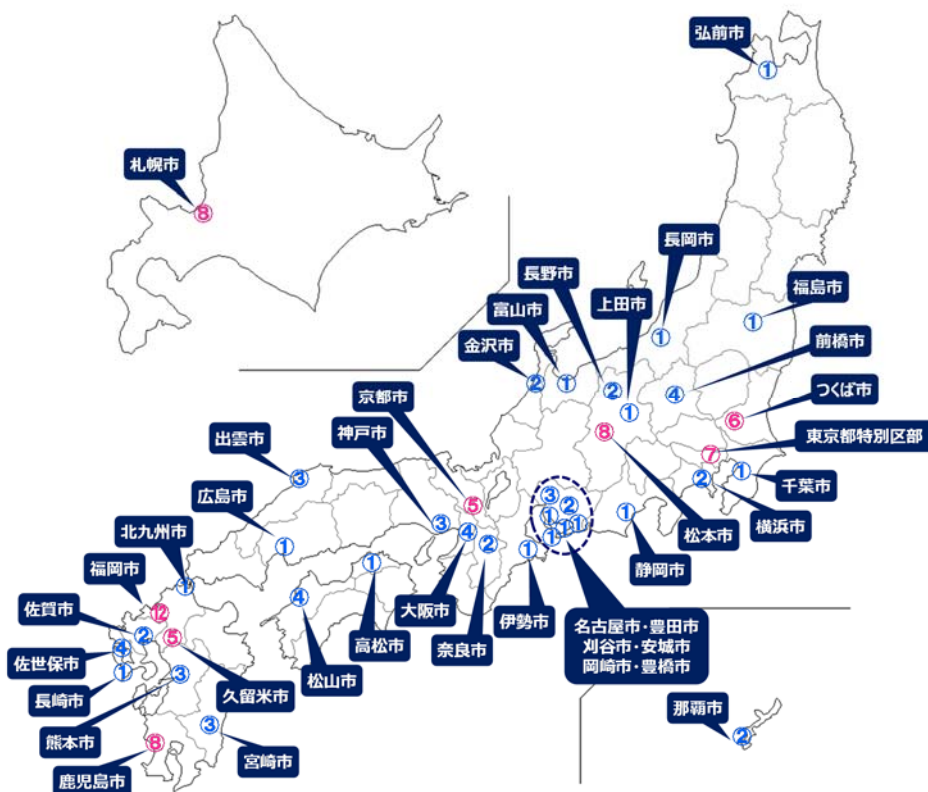 弘前市
①
札幌市
⑧
長岡市
①
長野市
②
福島市
①
富山市
①
上田市
①
金沢市
②
前橋市
④
京都市
⑤
つくば市
⑥
神戸市
③
⑧
東京都特別区部
⑦
出雲市
③
千葉市
①
広島市
①
横浜市
②
松本市
北九州市
①
③
②
①
①
①
②
静岡市
①
福岡市
⑫
④
②
①
①
佐賀市
②
大阪市
伊勢市
④
⑤
高松市
奈良市
名古屋市・豊田市
刈谷市・安城市
岡崎市・豊橋市
佐世保市
④
長崎市
①
久留米市
松山市
③
熊本市
③
宮崎市
那覇市
②
⑧
鹿児島市